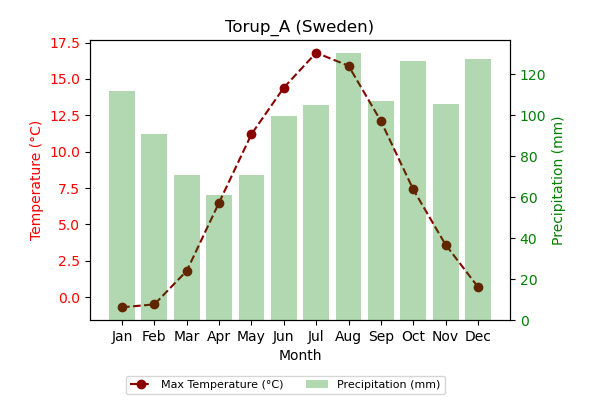 Torup_A (Sweden)
17.5
15.0
12.5
10.0
7.5
5.0
2.5
0.0
Temperature (°C)
120
100
80
60
40
20
0
Precipitation (mm)
Jan Feb Mar Apr May Jun Jul Aug Sep Oct Nov Dec
Month
Max Temperature (°C) Precipitation (mm)